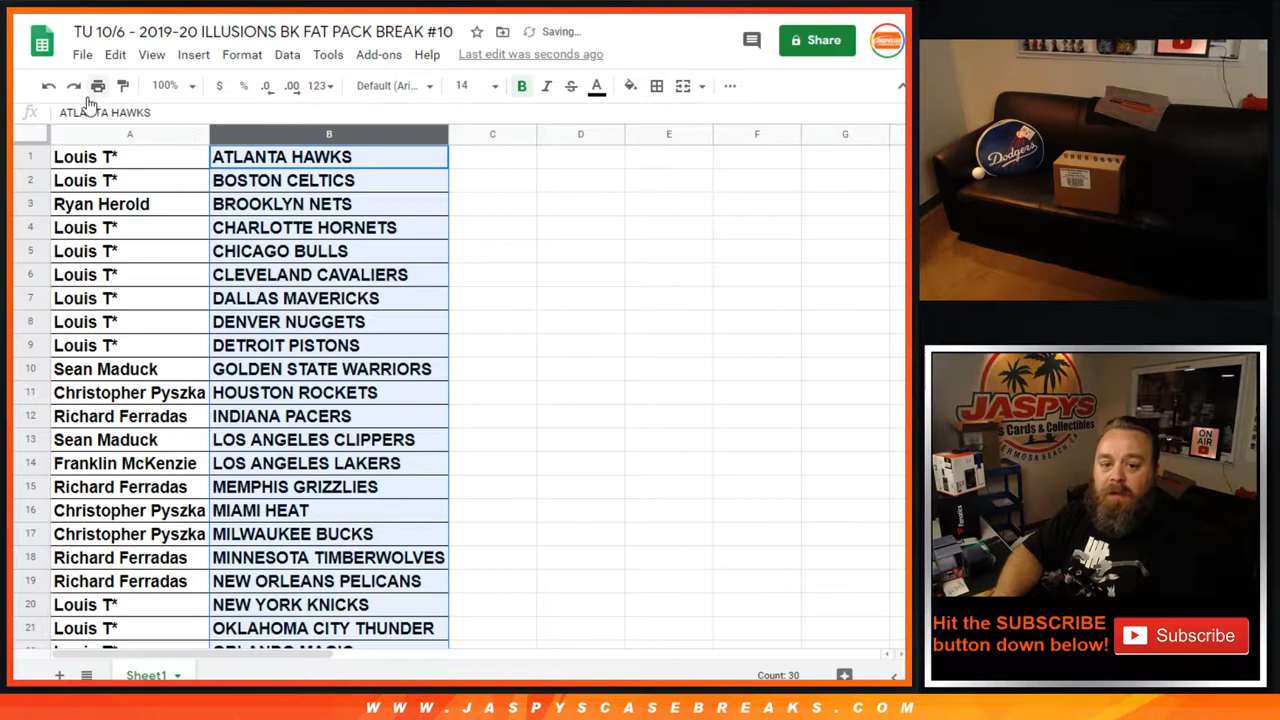 TU 10/6 - 2019-20 ILLUSIONS BK FAT PACK BREAK #10
Saving...
File Edit View Insert Format Data Tools Add-ons Help Last edit was seconds ago
Share
100% $ % .0 .00 123 Default (Ari... 14 B I S A
fx ATLANTA HAWKS
A B C D E F G
1 Louis T* ATLANTA HAWKS
2 Louis T* BOSTON CELTICS
3 Ryan Herold BROOKLYN NETS
4 Louis T* CHARLOTTE HORNETS
5 Louis T* CHICAGO BULLS
6 Louis T* CLEVELAND CAVALIERS
7 Louis T* DALLAS MAVERICKS
8 Louis T* DENVER NUGGETS
9 Louis T* DETROIT PISTONS
10 Sean Maduck GOLDEN STATE WARRIORS
11 Christopher Pyszka HOUSTON ROCKETS
12 Richard Ferradas INDIANA PACERS
13 Sean Maduck LOS ANGELES CLIPPERS
14 Franklin McKenzie LOS ANGELES LAKERS
15 Richard Ferradas MEMPHIS GRIZZLIES
16 Christopher Pyszka MIAMI HEAT
17 Christopher Pyszka MILWAUKEE BUCKS
18 Richard Ferradas MINNESOTA TIMBERWOLVES
19 Richard Ferradas NEW ORLEANS PELICANS
20 Louis T* NEW YORK KNICKS
21 Louis T* OKLAHOMA CITY THUNDER
Louis T* ORLANDO MAGIC
Sheet1
Count: 30
Dodgers
JASPYS
s Cards & Collectibles
ERMOSA BEACH, CA
ON AIR
Fanatics
Hit the SUBSCRIBE
button down below!
Subscribe
WWW.JASPYSCASEBREAKS.COM